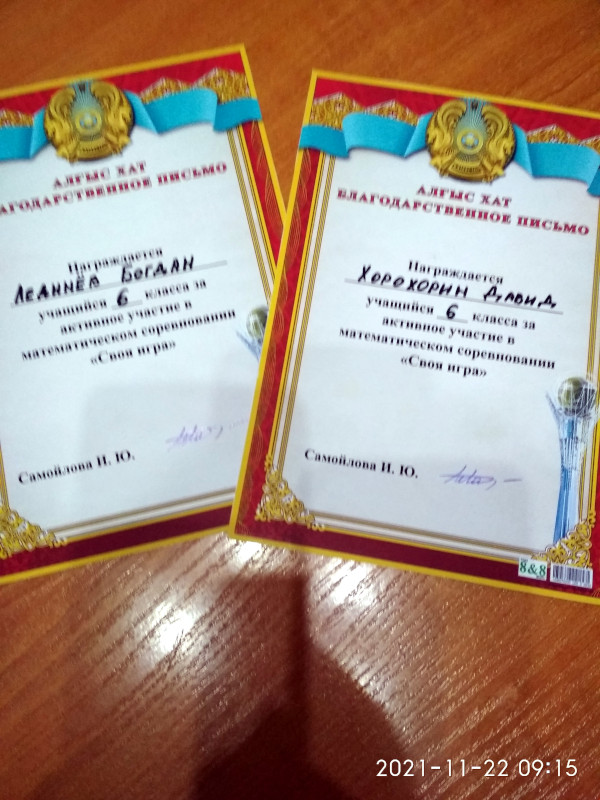 АЛҒЫС ХАТ
БЛАГОДАРСТВЕННОЕ ПИСЬМО
Награждается
Ледннёв Богдан
учащийся 6 класса за
активное участие в
математическом соревновании
«Своя игра»
Самойлова И. Ю.
АЛҒЫС ХАТ
БЛАГОДАРСТВЕННОЕ ПИСЬМО
Награждается
Хорохорин Давид
учащийся 6 класса за
активное участие в
математическом соревновании
«Своя игра»
Самойлова И. Ю.
8&8
2021-11-22 09:15